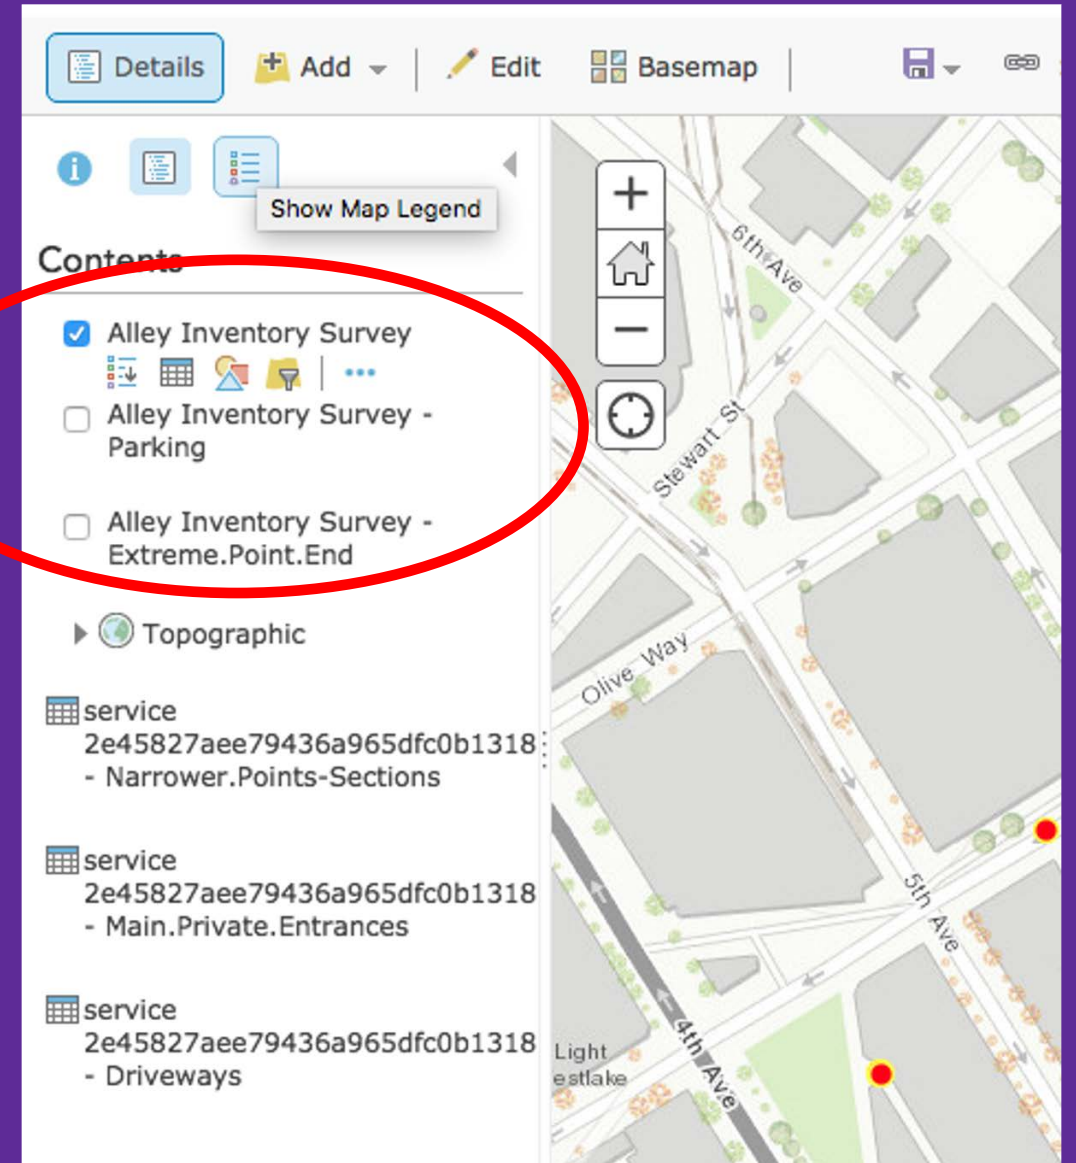 Details
Add
Edit
Basemap
Show Map Legend
Contents
Alley Inventory Survey
Alley Inventory Survey -
Parking
Alley Inventory Survey -
Extreme.Point.End
Topographic
service
2e45827aee79436a965dfc0b1318
- Narrower.Points-Sections
service
2e45827aee79436a965dfc0b1318
- Main.Private.Entrances
service
2e45827aee79436a965dfc0b1318
- Driveways
6th Ave
Stewart St
Olive Way
5th Ave
4th Ave
Light
estlake